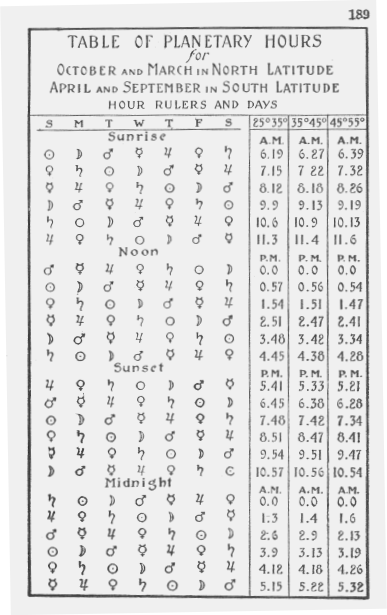 189
TABLE OF PLANETARY HOURS
for
OCTOBER AND MARCH IN NORTH LATITUDE
APRIL AND SEPTEMBER IN SOUTH LATITUDE
HOUR RULERS AND DAYS
S M T W T F S 25°35° 35°45° 45°55°
Sunrise A.M. A.M. A.M.
☉ ☽ ♂ ☿ ♃ ♀ ♄ 6.19 6.27 6.39
♀ ♄ ☉ ☽ ♂ ☿ ♃ 7.15 7 22 7.32
☿ ♃ ♀ ♄ ☉ ☽ ♂ 8.12 8.18 8.26
☽ ♂ ☿ ♃ ♀ ♄ ☉ 9.9 9.13 9.19
♄ ☉ ☽ ♂ ☿ ♃ ♀ 10.6 10.9 10.13
♃ ♀ ♄ ☉ ☽ ♂ ☿ 11.3 11.4 11.6
Noon P.M. P.M. P.M.
♂ ☿ ♃ ♀ ♄ ☉ ☽ 0.0 0.0 0.0
☉ ☽ ♂ ☿ ♃ ♀ ♄ 0.57 0.56 0.54
♀ ♄ ☉ ☽ ♂ ☿ ♃ 1.54 1.51 1.47
☿ ♃ ♀ ♄ ☉ ☽ ♂ 2.51 2.47 2.41
☽ ♂ ☿ ♃ ♀ ♄ ☉ 3.48 3.42 3.34
♄ ☉ ☽ ♂ ☿ ♃ ♀ 4.45 4.38 4.28
Sunset P.M. P.M. P.M.
♃ ♀ ♄ ☉ ☽ ♂ ☿ 5.41 5.33 5.21
♂ ☿ ♃ ♀ ♄ ☉ ☽ 6.45 6.38 6.28
☉ ☽ ♂ ☿ ♃ ♀ ♄ 7.48 7.42 7.34
♀ ♄ ☉ ☽ ♂ ☿ ♃ 8.51 8.47 8.41
☿ ♃ ♀ ♄ ☉ ☽ ♂ 9.54 9.51 9.47
☽ ♂ ☿ ♃ ♀ ♄ 10.57 10.56 10.54
Midnight A.M. A.M. A.M.
♄ ☉ ☽ ♂ ☿ ♃ ♀ 0.0 0.0 0.0
♃ ♀ ♄ ☉ ☽ ♂ ☿ 1.3 1.4 1.6
♂ ☿ ♃ ♀ ♄ ☉ ☽ 2.6 2.9 2.13
☉ ☽ ♂ ☿ ♃ ♀ ♄ 3.9 3.13 3.19
♀ ♄ ☉ ☽ ♂ ☿ ♃ 4.12 4.18 4.26
☿ ♃ ♀ ♄ ☉ ☽ ♂ 5.15 5.22 5.32